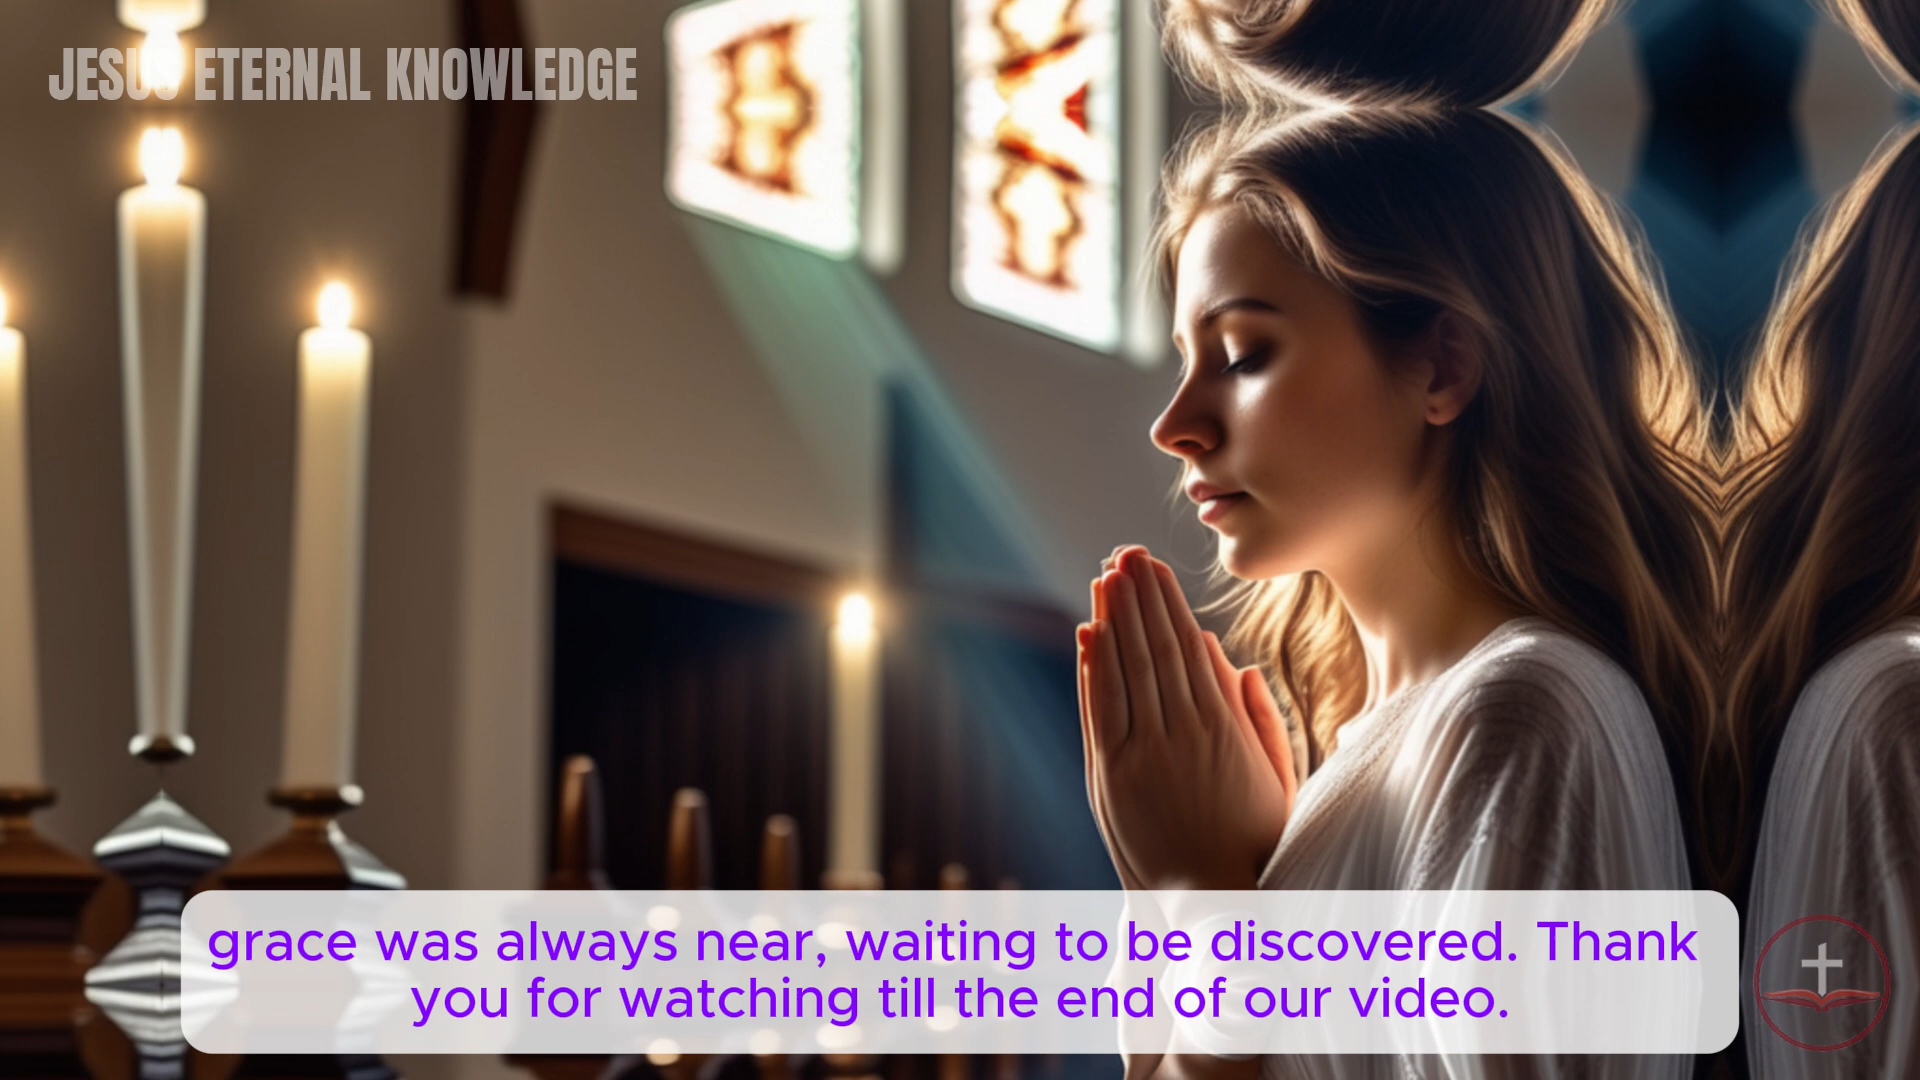 JESUS ETERNAL KNOWLEDGE
grace was always near, waiting to be discovered. Thank
you for watching till the end of our video.